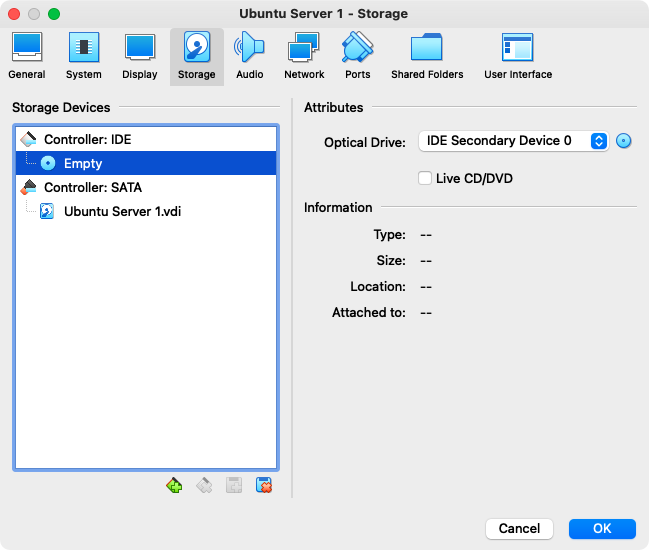 Ubuntu Server 1 - Storage
General
System
Display
Storage
Audio
Network
Ports
Shared Folders
User Interface
Storage Devices
Controller: IDE
Empty
Controller: SATA
Ubuntu Server 1.vdi
Attributes
Optical Drive: IDE Secondary Device 0
Live CD/DVD
Information
Type: --
Size: --
Location: --
Attached to: --
Cancel
OK